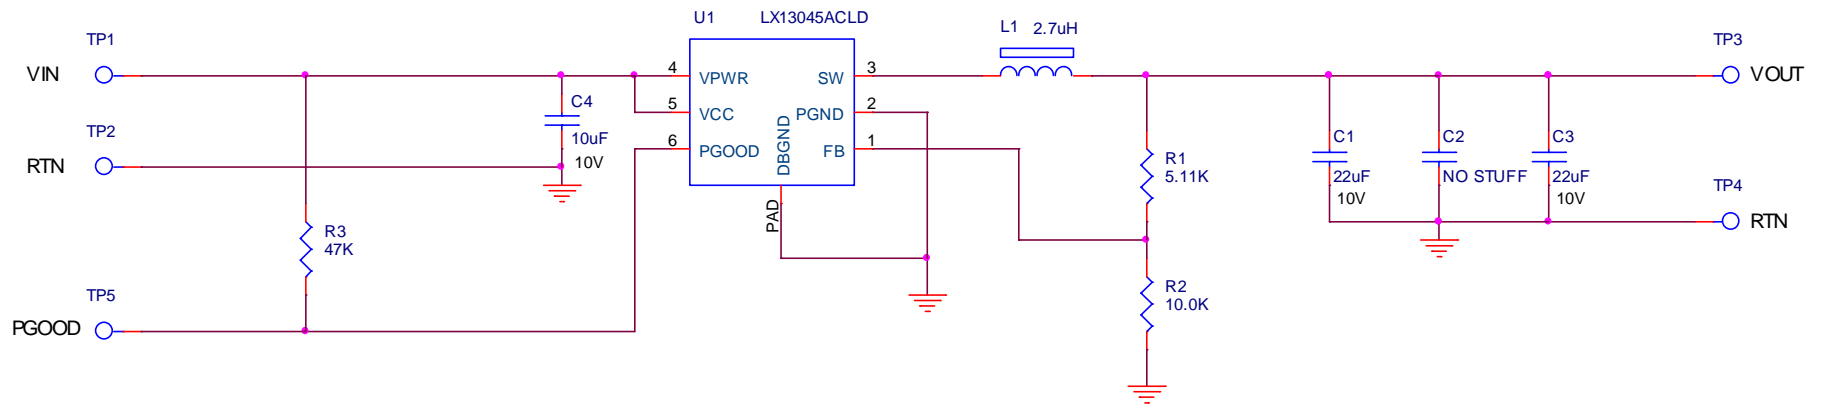 U1 LX13045ACLD
L1 2.7uH
TP1
VIN
TP3
VOUT
4
VPWR
SW
3
5
VCC
PGND
2
6
PGOOD
DBGND
FB
1
PAD
C4
10uF
10V
TP2
RTN
R1
5.11K
C1
22uF
10V
C2
NO STUFF
C3
22uF
10V
TP4
RTN
R3
47K
R2
10.0K
TP5
PGOOD